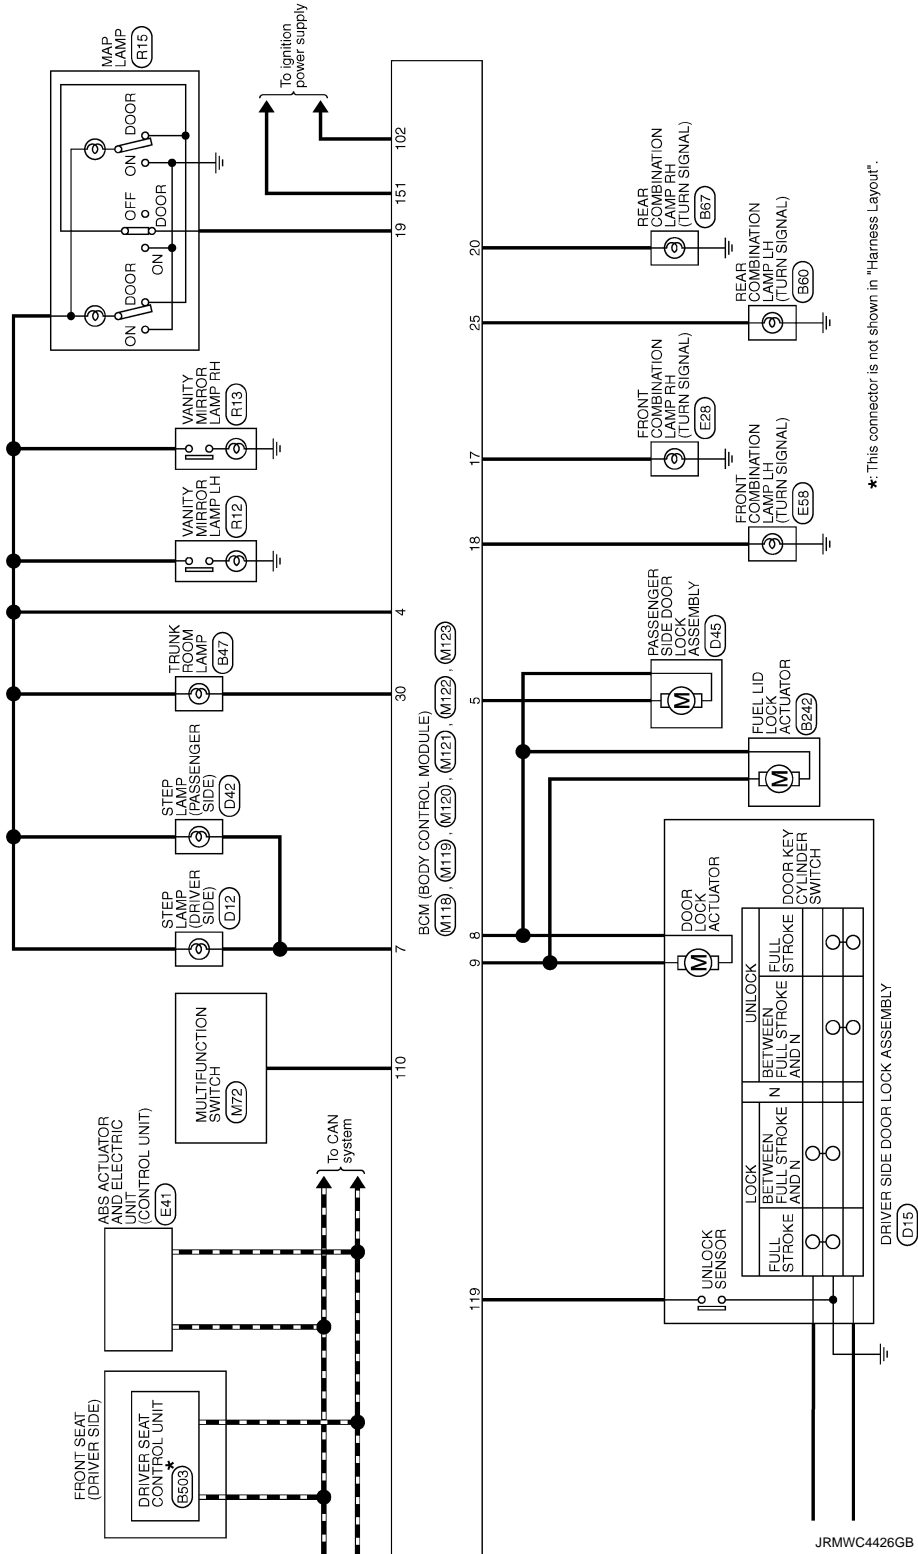 FRONT SEAT
(DRIVER SIDE)
DRIVER SEAT
CONTROL UNIT
*
B503
ABS ACTUATOR
AND ELECTRIC
UNIT
(CONTROL UNIT)
E41
To CAN
system
MULTIFUNCTION
SWITCH
M72
110
STEP
LAMP
(DRIVER
SIDE)
D12
7
STEP
LAMP
(PASSENGER
SIDE)
D42
TRUNK
ROOM
LAMP
B47
30
4
VANITY
MIRROR
LAMP LH
R12
VANITY
MIRROR
LAMP RH
R13
MAP
LAMP
R15
ON
DOOR
ON
OFF
DOOR
ON
DOOR
19
151
102
To ignition
power supply
BCM (BODY CONTROL MODULE)
M118 , M119 , M120 , M121 , M122 , M123
119
9
8
5
18
17
25
20
UNLOCK
SENSOR
DOOR
LOCK
ACTUATOR
M
DOOR KEY
CYLINDER
SWITCH
LOCK
N
UNLOCK
FULL
STROKE
BETWEEN
FULL STROKE
AND N
BETWEEN
FULL STROKE
AND N
FULL
STROKE
DRIVER SIDE DOOR LOCK ASSEMBLY
D15
FUEL LID
LOCK
ACTUATOR
B242
M
PASSENGER
SIDE DOOR
LOCK
ASSEMBLY
D45
M
FRONT
COMBINATION
LAMP LH
(TURN SIGNAL)
E58
FRONT
COMBINATION
LAMP RH
(TURN SIGNAL)
E28
REAR
COMBINATION
LAMP LH
(TURN SIGNAL)
B60
REAR
COMBINATION
LAMP RH
(TURN SIGNAL)
B67
*: This connector is not shown in "Harness Layout".
JRMWC4426GB